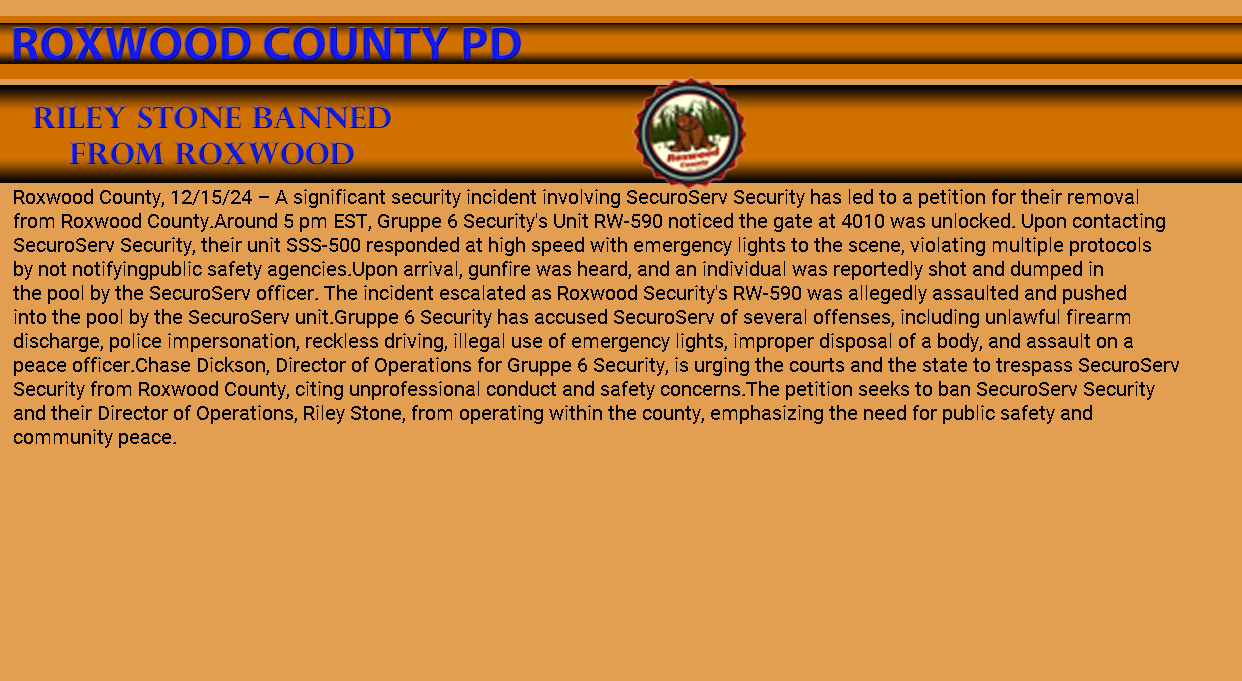 ROXWOOD COUNTY PD
RILEY STONE BANNED
FROM ROXWOOD
Roxwood
County
Roxwood County, 12/15/24 – A significant security incident involving SecuroServ Security has led to a petition for their removal
from Roxwood County.Around 5 pm EST, Gruppe 6 Security's Unit RW-590 noticed the gate at 4010 was unlocked. Upon contacting
SecuroServ Security, their unit SSS-500 responded at high speed with emergency lights to the scene, violating multiple protocols
by not notifyingpublic safety agencies.Upon arrival, gunfire was heard, and an individual was reportedly shot and dumped in
the pool by the SecuroServ officer. The incident escalated as Roxwood Security's RW-590 was allegedly assaulted and pushed
into the pool by the SecuroServ unit.Gruppe 6 Security has accused SecuroServ of several offenses, including unlawful firearm
discharge, police impersonation, reckless driving, illegal use of emergency lights, improper disposal of a body, and assault on a
peace officer.Chase Dickson, Director of Operations for Gruppe 6 Security, is urging the courts and the state to trespass SecuroServ
Security from Roxwood County, citing unprofessional conduct and safety concerns.The petition seeks to ban SecuroServ Security
and their Director of Operations, Riley Stone, from operating within the county, emphasizing the need for public safety and
community peace.